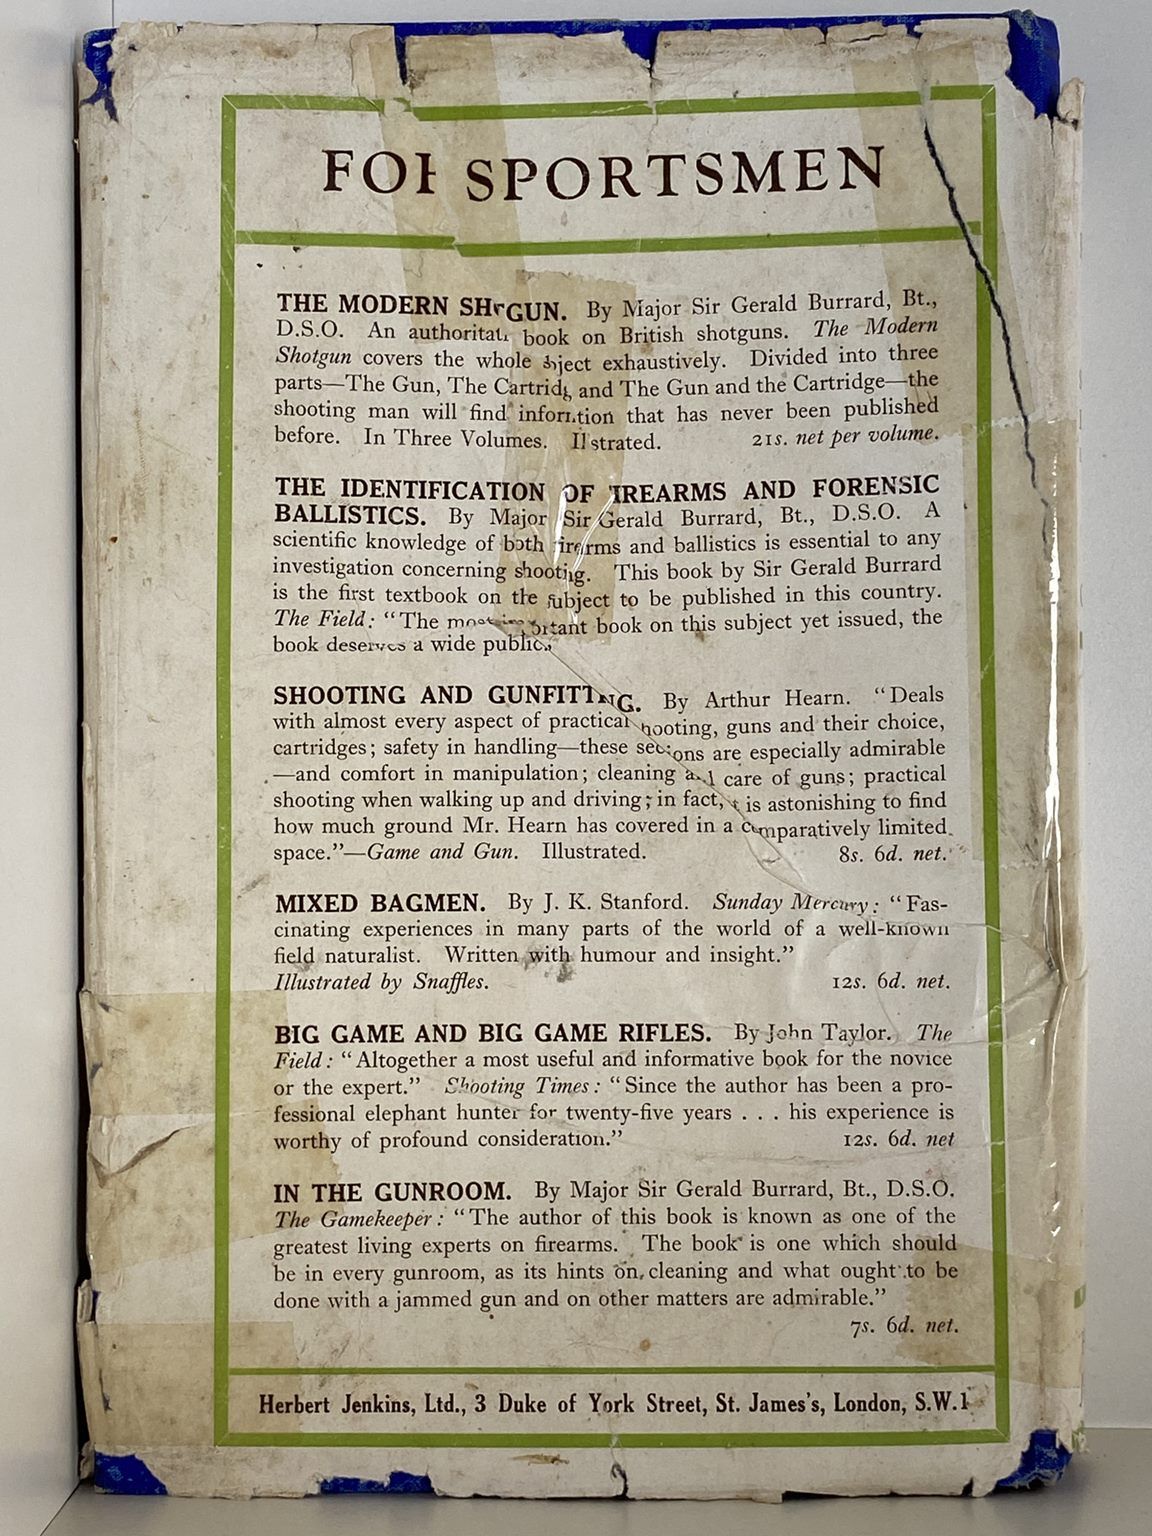 FOR SPORTSMEN
THE MODERN SHOTGUN. By Major Sir Gerald Burrard, Bt.,
D.S.O. An authoritat. book on British shotguns. The Modern
Shotgun covers the whole subject exhaustively. Divided into three
parts—The Gun, The Cartridge and The Gun and the Cartridge—the
shooting man will find information that has never been published
before. In Three Volumes. Illustrated. 21s. net per volume.
THE IDENTIFICATION OF FIREARMS AND FORENSIC
BALLISTICS. By Major Sir Gerald Burrard, Bt., D.S.O. A
scientific knowledge of both firearms and ballistics is essential to any
investigation concerning shooting. This book by Sir Gerald Burrard
is the first textbook on the subject to be published in this country.
The Field: “The most important book on this subject yet issued, the
book deserves a wide public.”
SHOOTING AND GUNFITTING. By Arthur Hearn. “Deals
with almost every aspect of practical shooting, guns and their choice,
cartridges; safety in handling—these sections are especially admirable
—and comfort in manipulation; cleaning and care of guns; practical
shooting when walking up and driving; in fact, it is astonishing to find
how much ground Mr. Hearn has covered in a comparatively limited
space.”—Game and Gun. Illustrated. 8s. 6d. net.
MIXED BAGMEN. By J. K. Stanford. Sunday Mercury: “Fas-
cinating experiences in many parts of the world of a well-known
field naturalist. Written with humour and insight.”
Illustrated by Snaffles. 12s. 6d. net.
BIG GAME AND BIG GAME RIFLES. By John Taylor. The
Field: “Altogether a most useful and informative book for the novice
or the expert.” Shooting Times: “Since the author has been a pro-
fessional elephant hunter for twenty-five years . . . his experience is
worthy of profound consideration.” 12s. 6d. net
IN THE GUNROOM. By Major Sir Gerald Burrard, Bt., D.S.O.
The Gamekeeper: “The author of this book is known as one of the
greatest living experts on firearms. The book is one which should
be in every gunroom, as its hints on cleaning and what ought to be
done with a jammed gun and on other matters are admirable.”
7s. 6d. net.
Herbert Jenkins, Ltd., 3 Duke of York Street, St. James's, London, S.W.1